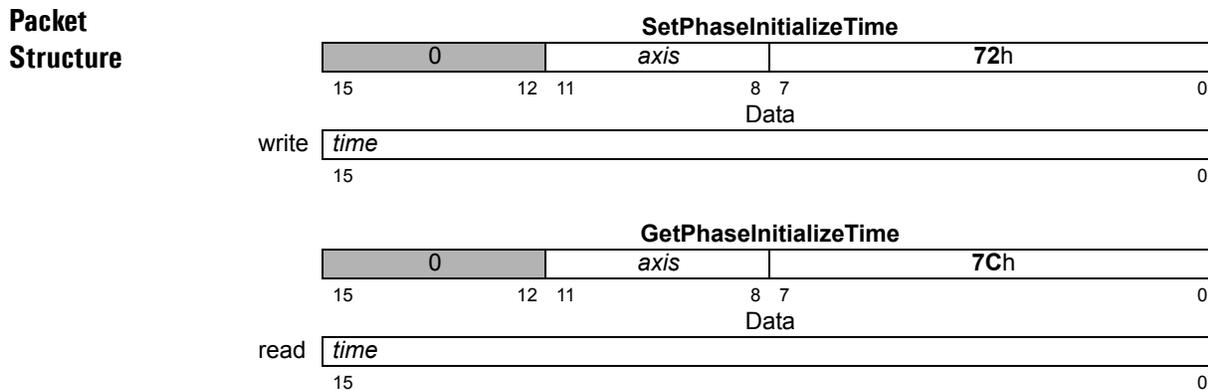 Packet
Structure
SetPhaseInitializeTime
0 axis 72h
15 12 11 8 7 0
Data
write time
15 0
GetPhaseInitializeTime
0 axis 7Ch
15 12 11 8 7 0
Data
read time
15 0